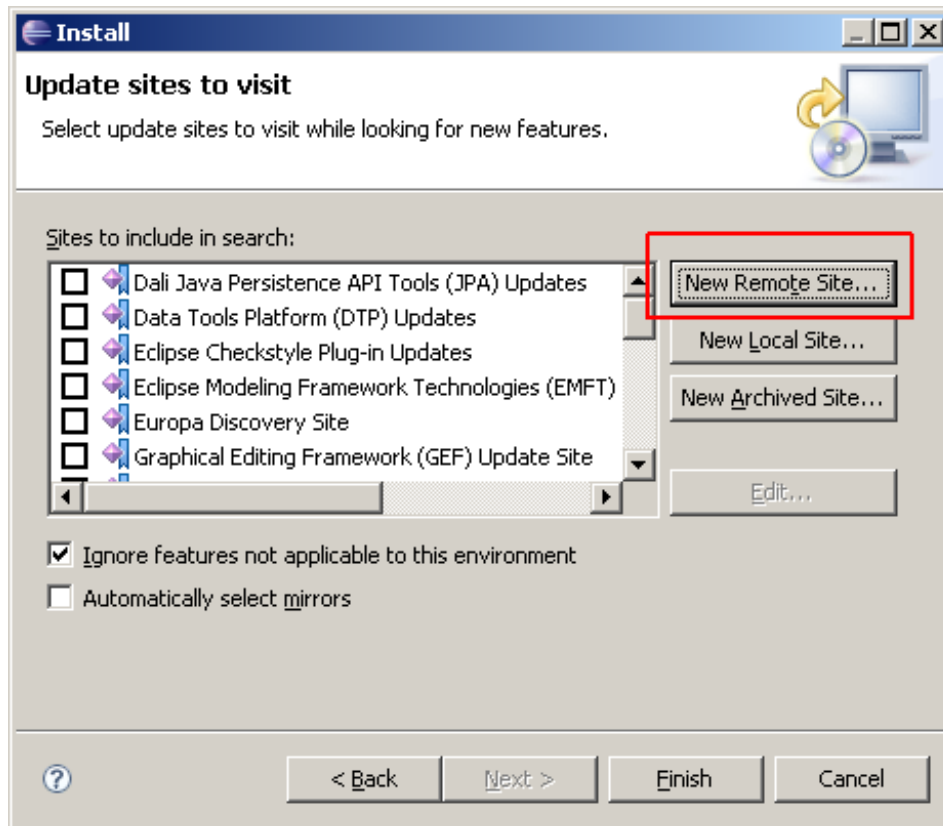 Install
Update sites to visit
Select update sites to visit while looking for new features.
Sites to include in search:
Dali Java Persistence API Tools (JPA) Updates
Data Tools Platform (DTP) Updates
Eclipse Checkstyle Plug-in Updates
Eclipse Modeling Framework Technologies (EMFT)
Europa Discovery Site
Graphical Editing Framework (GEF) Update Site
New Remote Site...
New Local Site...
New Archived Site...
Edit...
Ignore features not applicable to this environment
Automatically select mirrors
?
< Back
Next >
Finish
Cancel